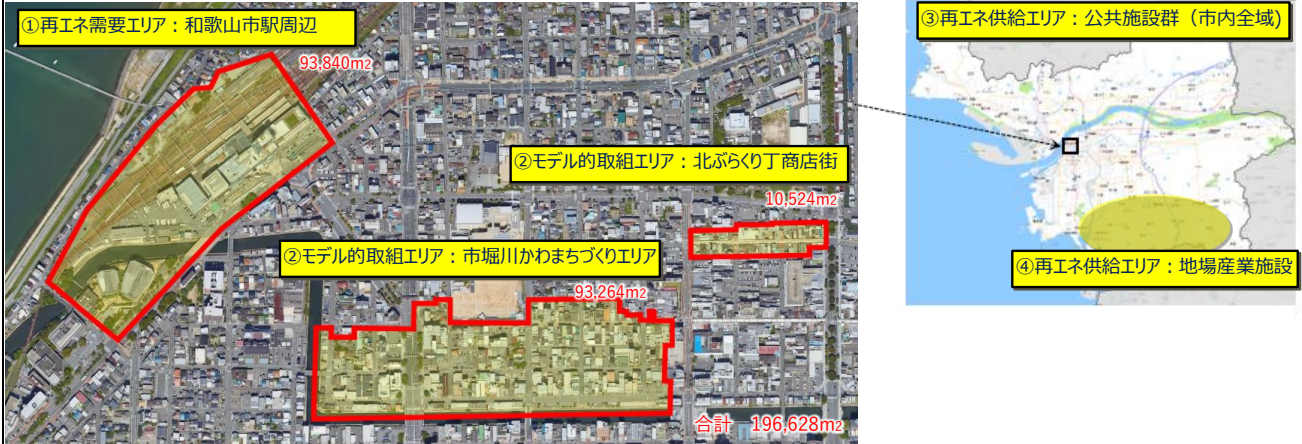 ①再エネ需要エリア：和歌山市駅周辺
93,840m2
②モデル的取組エリア：北ぶらくり丁商店街
10,524m2
②モデル的取組エリア：市堀川かわまちづくりエリア
93,264m2
合計　196,628m2
③再エネ供給エリア：公共施設群（市内全域)
④再エネ供給エリア：地場産業施設